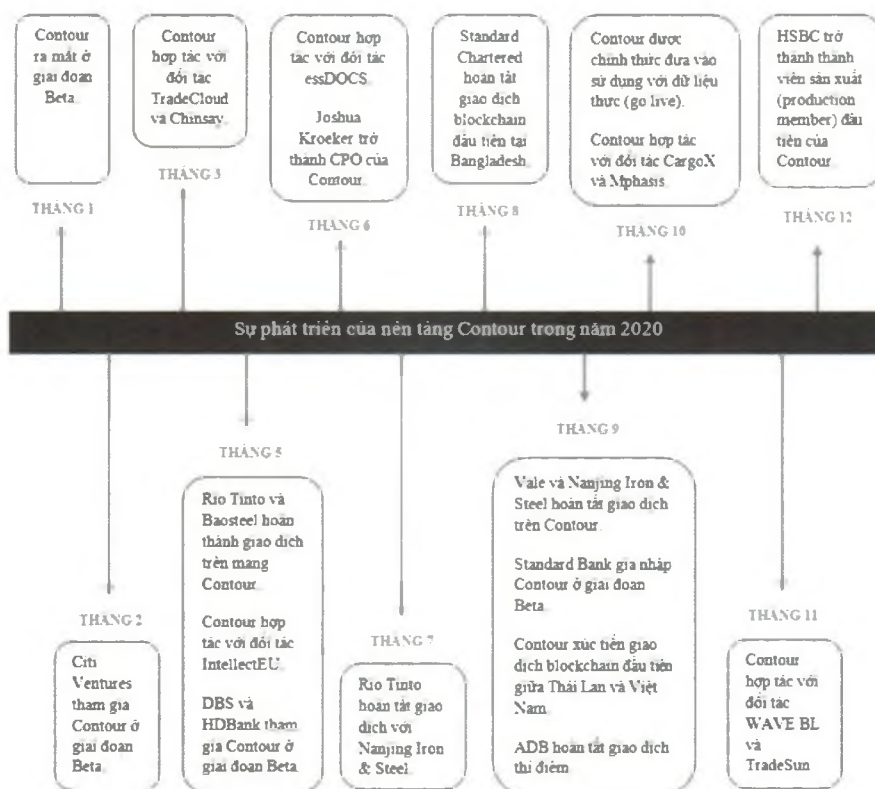 Contour
ra mắt ở
giai đoạn
Beta.
THÁNG 1
Contour
hợp tác với
đối tác
TradeCloud
và Chinsay.
THÁNG 3
Contour hợp
tác với đối tác
essDOCS.
Joshua
Kroeker trở
thành CPO của
Contour.
THÁNG 6
Standard
Chartered
hoàn tất
giao dịch
blockchain
đầu tiên tại
Bangladesh.
THÁNG 8
Contour được
chính thức đưa vào
sử dụng với dữ liệu
thực (go live).
Contour hợp tác
với đối tác CargoX
và Mphasis.
THÁNG 10
HSBC trở
thành thành
viên sản xuất
(production
member) đầu
tiên của
Contour.
THÁNG 12
Sự phát triển của nền tảng Contour trong năm 2020
THÁNG 2
Citi
Ventures
tham gia
Contour ở
giai đoạn
Beta.
THÁNG 5
Rio Tinto và
Baosteel hoàn
thành giao dịch
trên mạng
Contour.
Contour hợp
tác với đối tác
IntellectEU.
DBS và
HDBank tham
gia Contour ở
giai đoạn Beta.
THÁNG 7
Rio Tinto
hoàn tất giao
dịch với
Nanjing Iron
& Steel.
THÁNG 9
Vale và Nanjing Iron &
Steel hoàn tất giao dịch
trên Contour.
Standard Bank gia nhập
Contour ở giai đoạn
Beta.
Contour xúc tiến giao
dịch blockchain đầu tiên
giữa Thái Lan và Việt
Nam.
ADB hoàn tất giao dịch
thí điểm.
THÁNG 11
Contour
hợp tác với
đối tác
WAVE BL
và
TradeSun